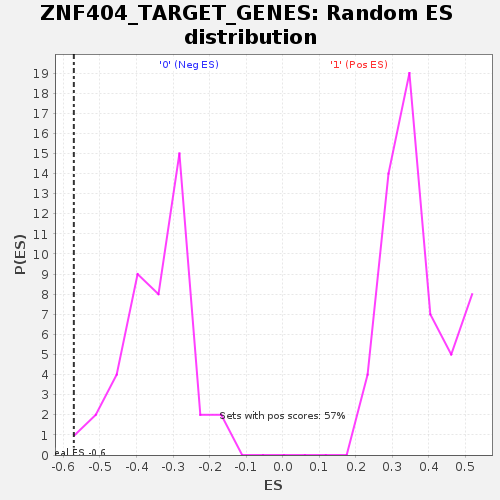 ZNF404_TARGET_GENES: Random ES
distribution
'0' (Neg ES)
'1' (Pos ES)
P(ES)
19
18
17
16
15
14
13
12
11
10
9
8
7
6
5
4
3
2
1
0
Sets with pos scores: 57%
ES -0.6
-0.6 -0.5 -0.4 -0.3 -0.2 -0.1 0.0 0.1 0.2 0.3 0.4 0.5
ES